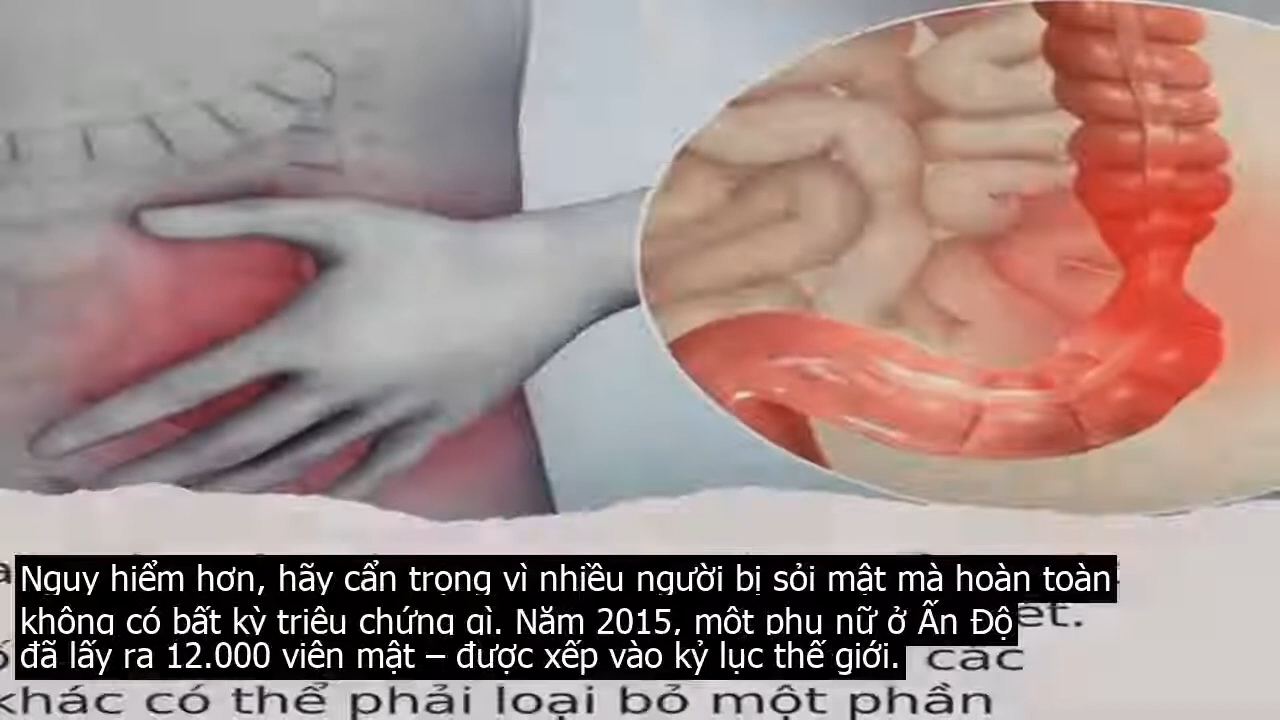 Nguy hiểm hơn, hãy cẩn trọng vì nhiều người bị sỏi mật mà hoàn toàn
không có bất kỳ triệu chứng gì. Năm 2015, một phụ nữ ở Ấn Độ
đã lấy ra 12.000 viên mật – được xếp vào kỷ lục thế giới.
các
khác có thể phải loại bỏ một phần